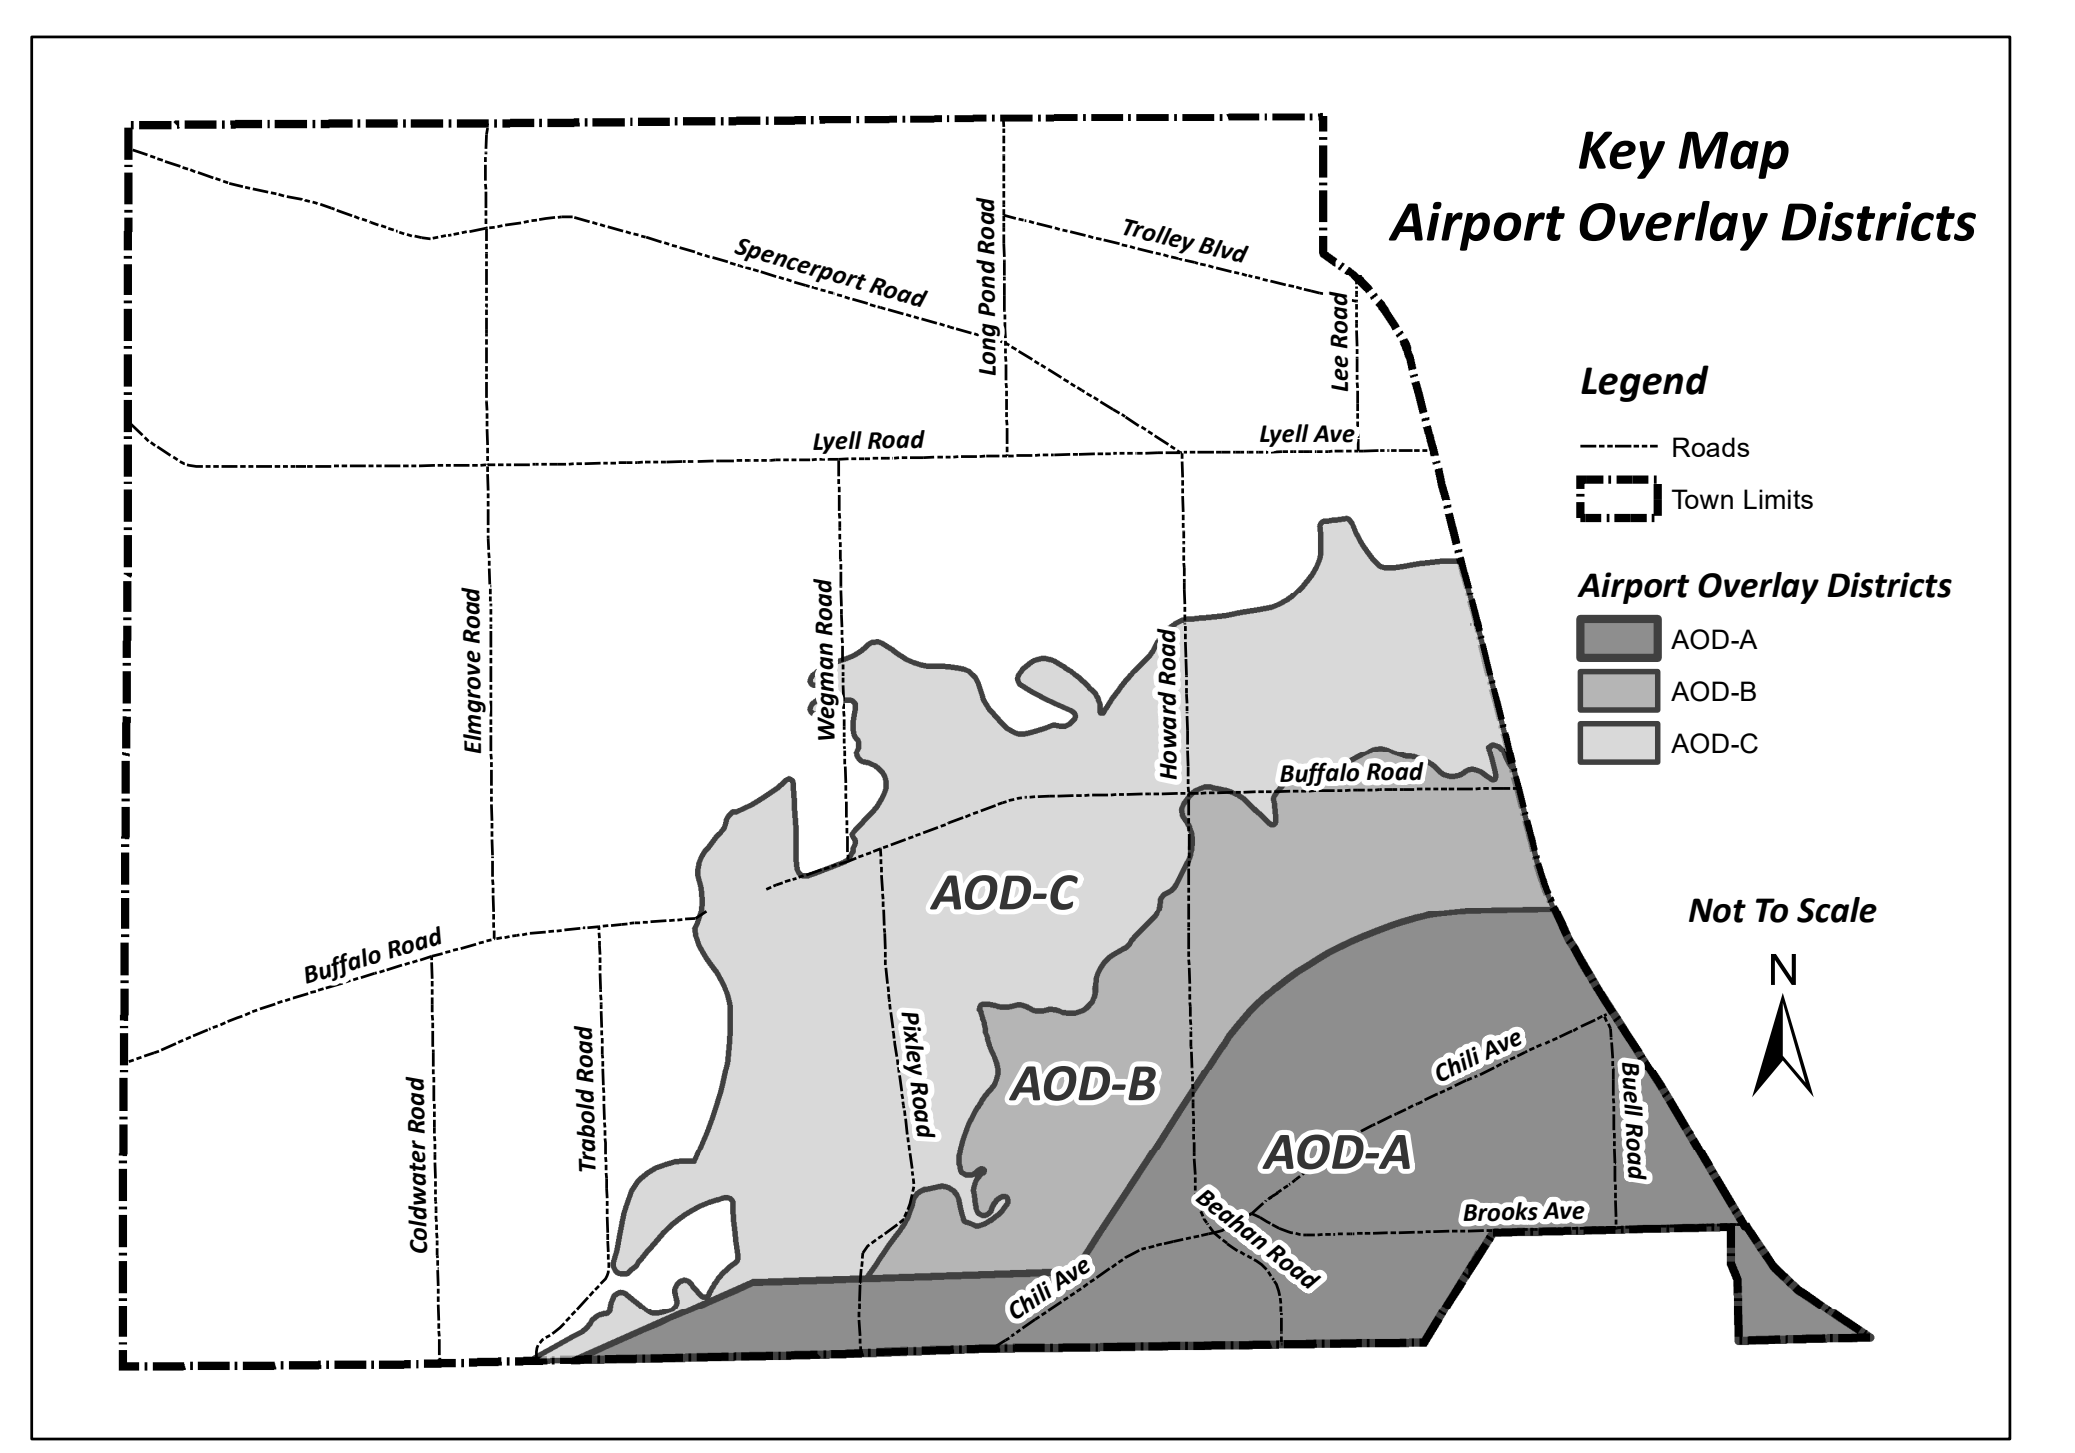 Key Map
Airport Overlay Districts
Spencerport Road
Long Pond Road
Trolley Blvd
Lee Road
Legend
Roads
Town Limits
Lyell Road
Lyell Ave
Airport Overlay Districts
AOD-A
AOD-B
AOD-C
Elmgrove Road
Wegman Road
Howard Road
Buffalo Road
AOD-C
Not To Scale
N
Buffalo Road
Coldwater Road
Trabold Road
Pixley Road
AOD-B
Chili Ave
Buell Road
AOD-A
Brooks Ave
Beahan Road
Chili Ave